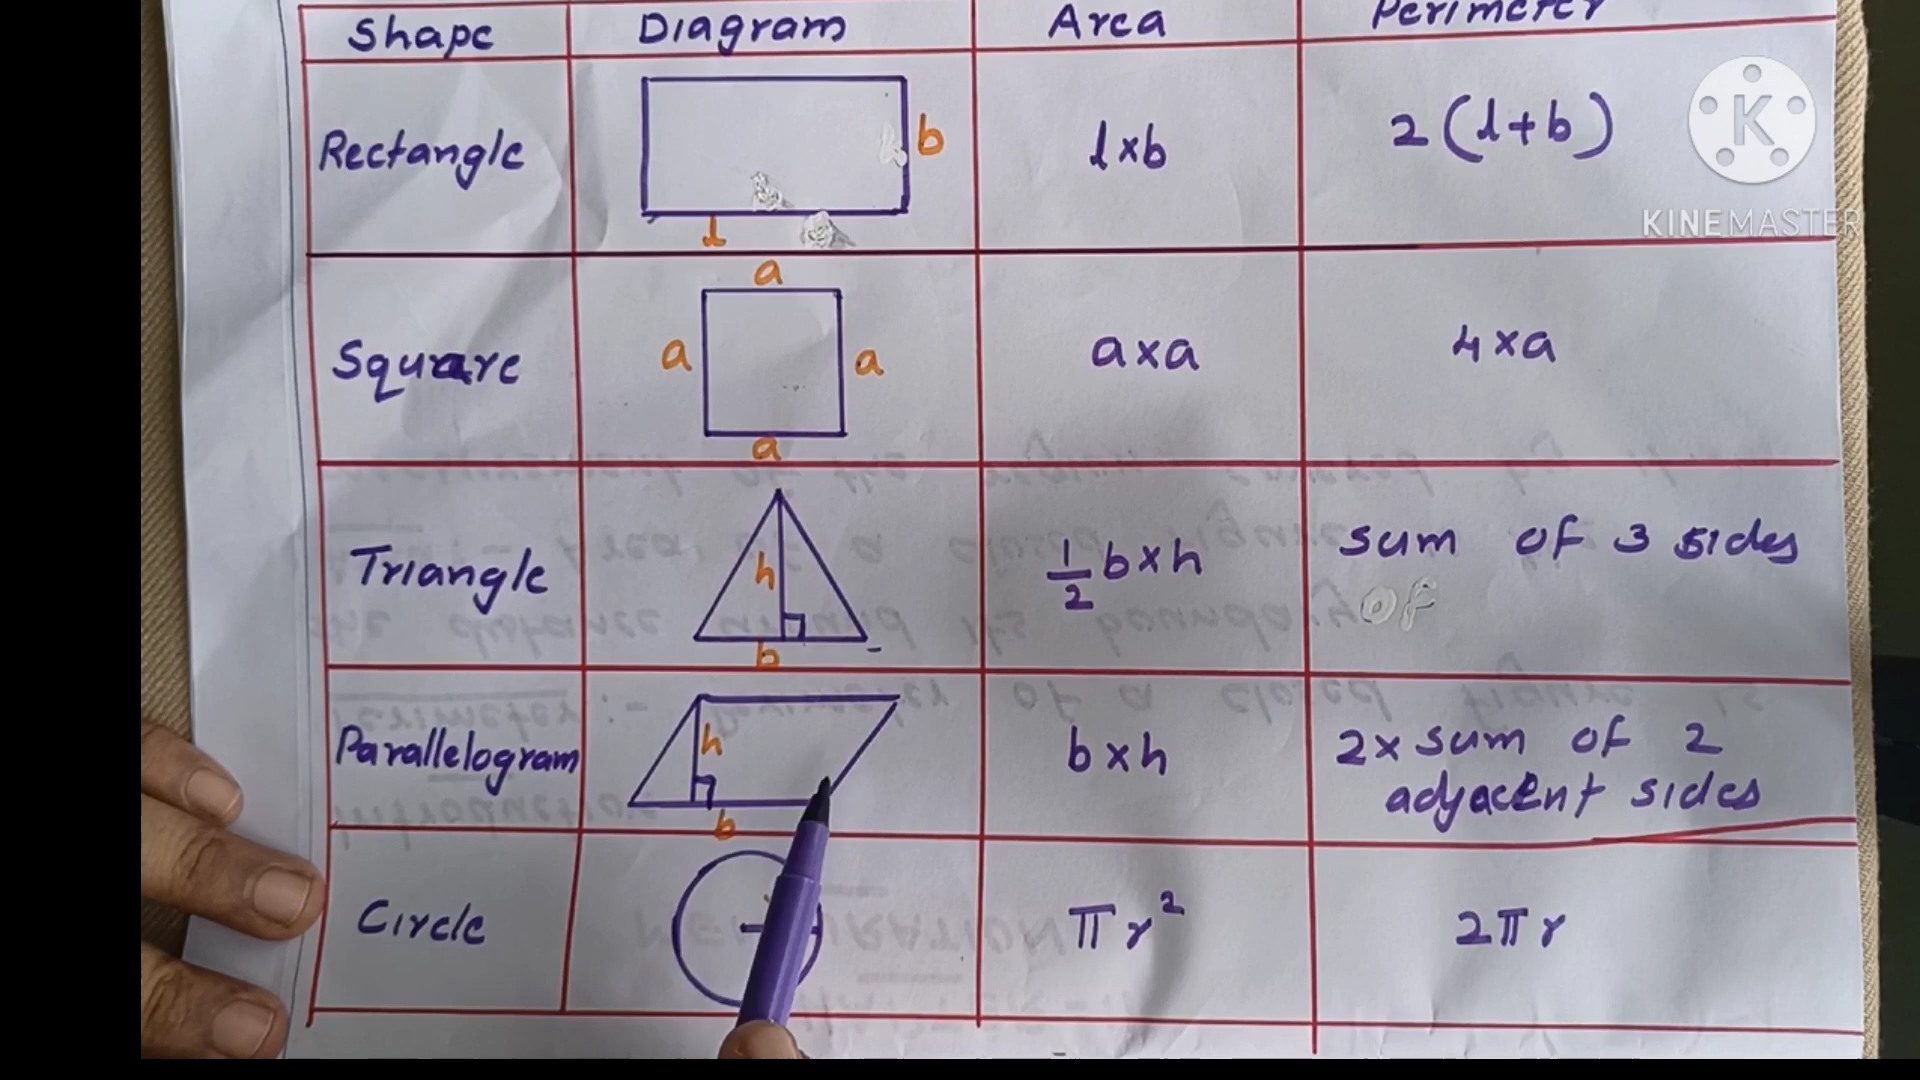 Shape Diagram Area Perimeter
Rectangle b l×b 2(l+b)
l
K
KINEMASTER
a
Square a a a×a 4×a
a
Triangle h 1/2 b×h sum of 3 sides
of
b
Parallelogram h b×h 2× sum of 2
adjacent sides
b
Circle πr² 2πr